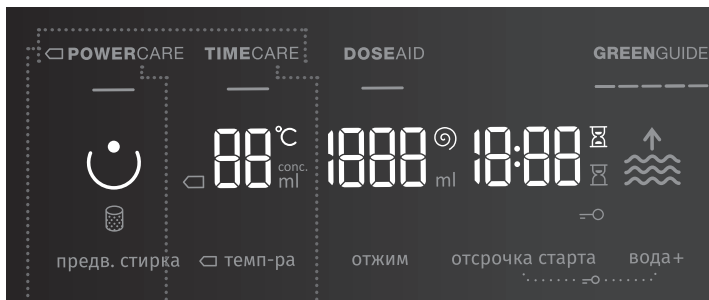 POWERCARE TIMECARE DOSEAID GREENGUIDE
88 °C 1888 18:88
conc.
ml ml
предв. стирка темп-ра отжим отсрочка старта вода+